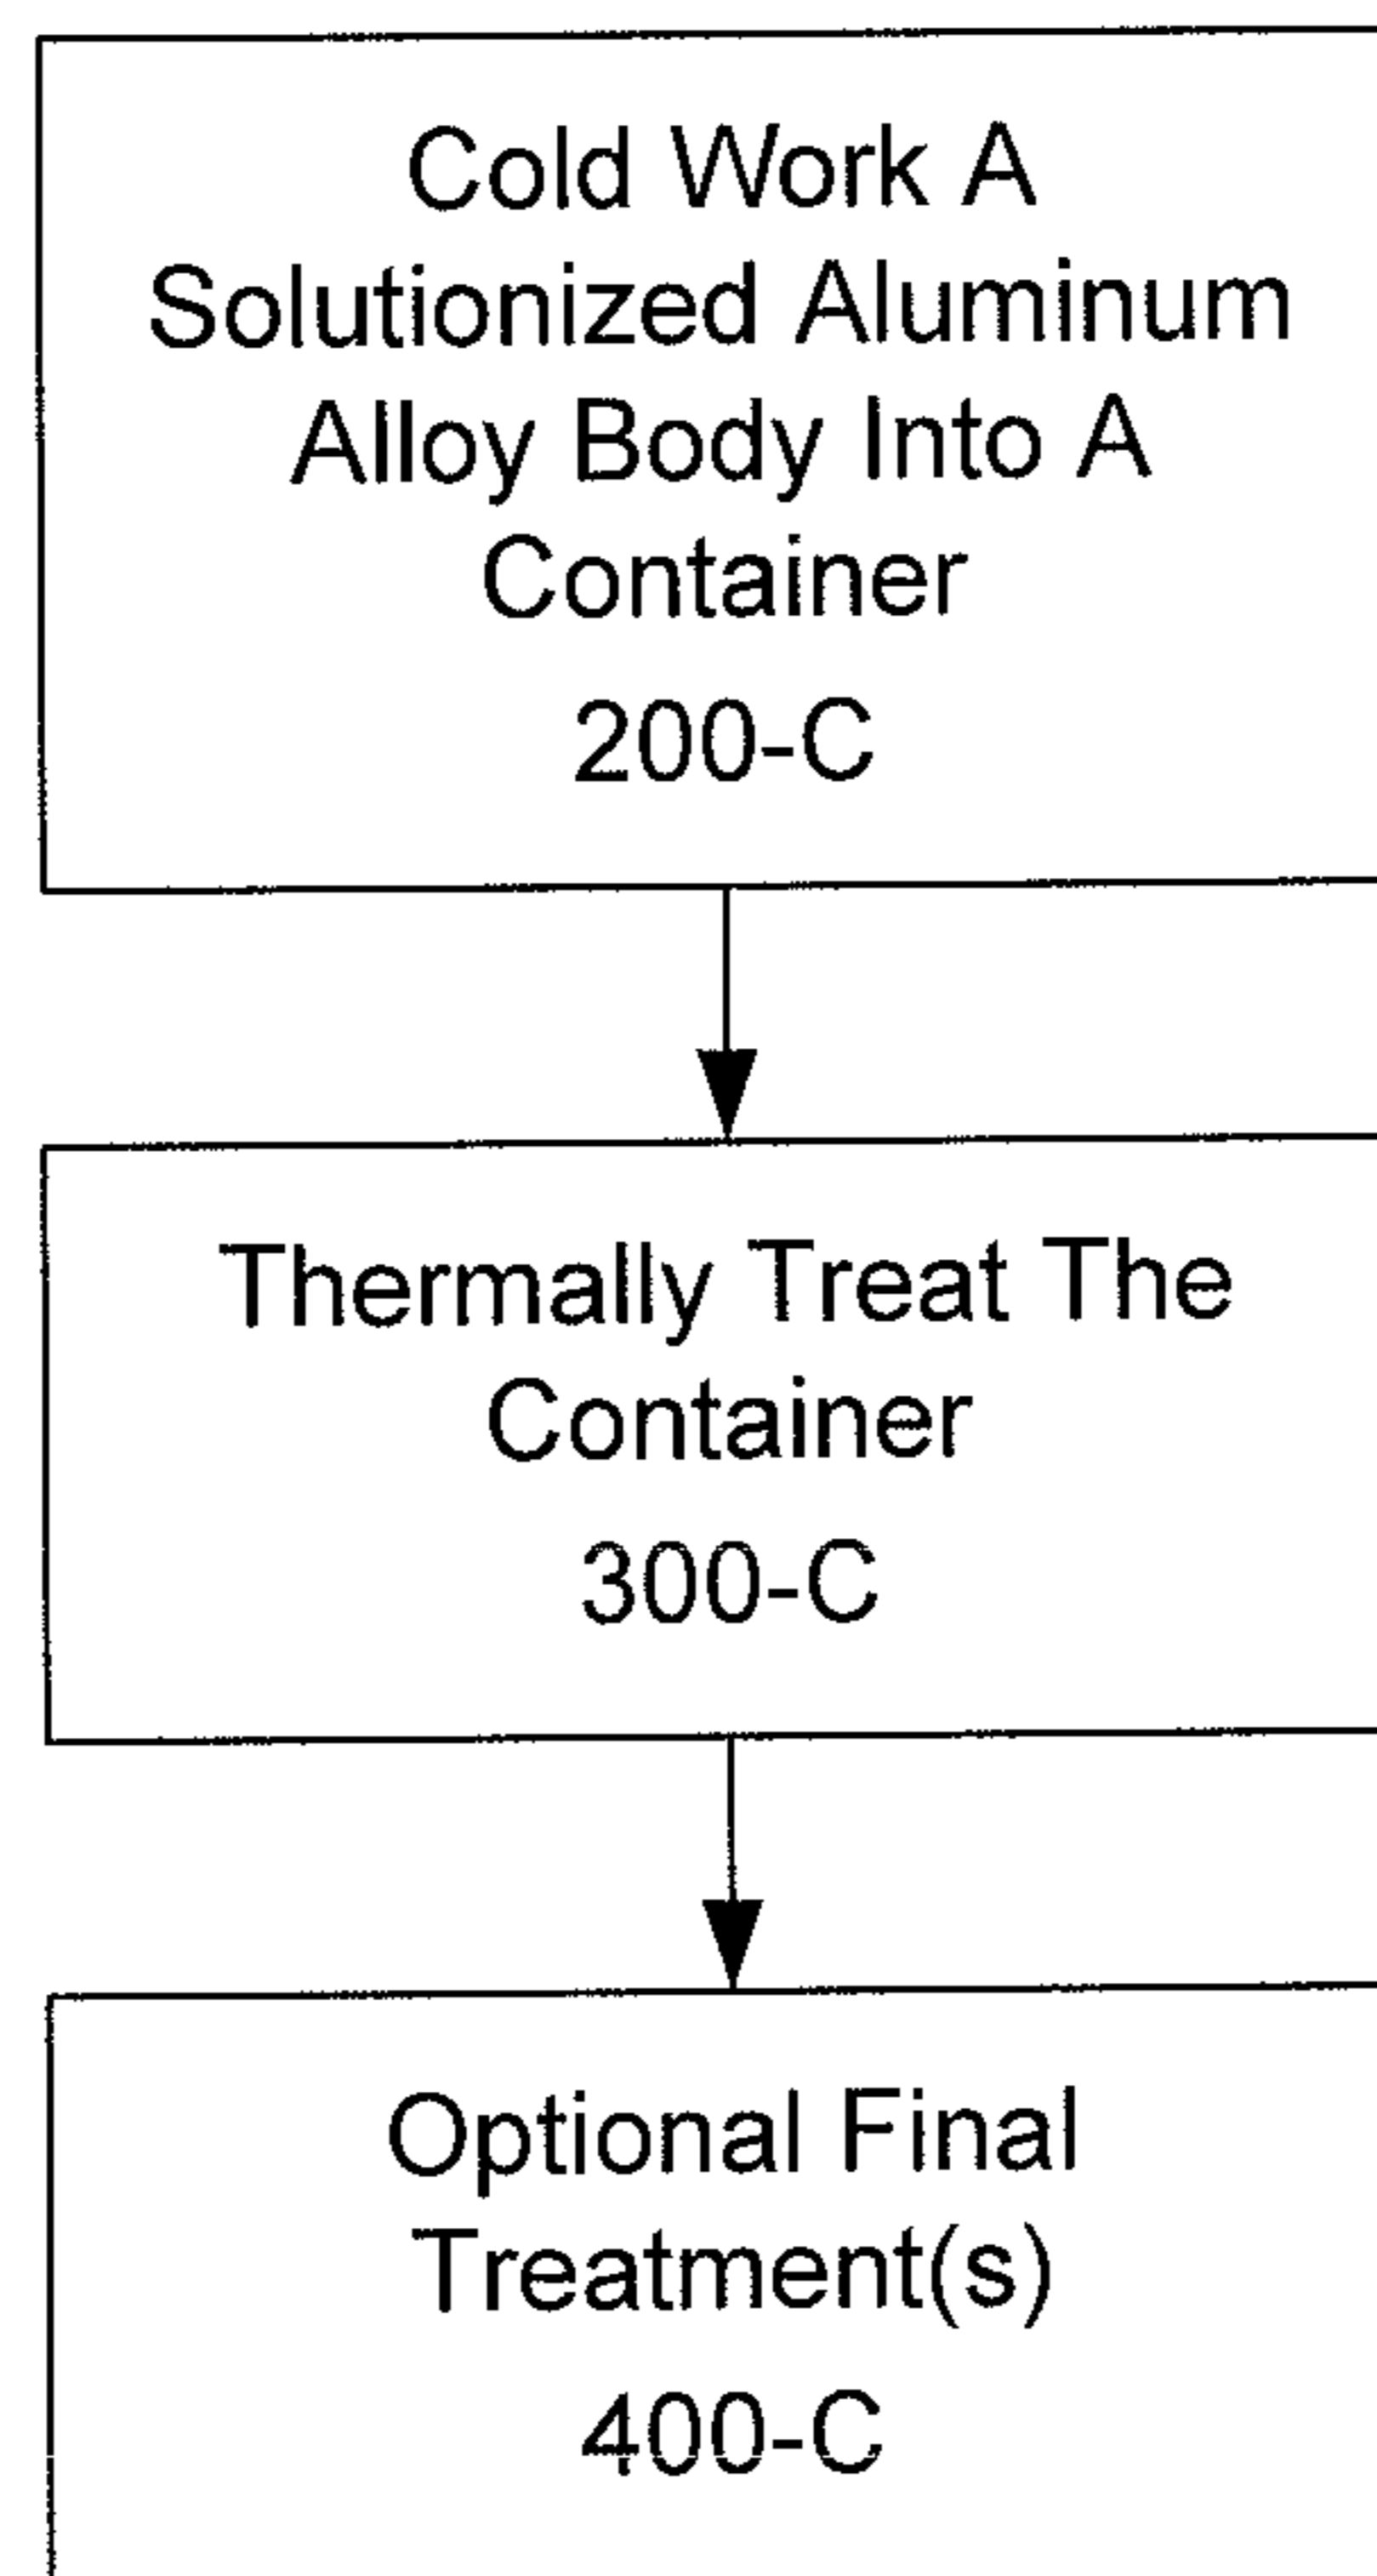 Cold Work A
Solutionized Aluminum
Alloy Body Into A
Container
200-C
Thermally Treat The
Container
300-C
Optional Final
Treatment(s)
400-C